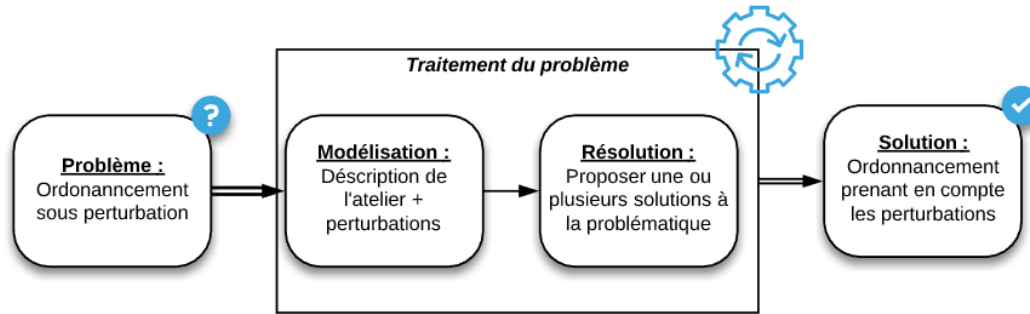 Traitement du problème
?
Problème :
Ordonanncement
sous perturbation
Modélisation :
Déscription de
l'atelier +
perturbations
Résolution :
Proposer une ou
plusieurs solutions à
la problématique
Solution :
Ordonnancement
prenant en compte
les perturbations